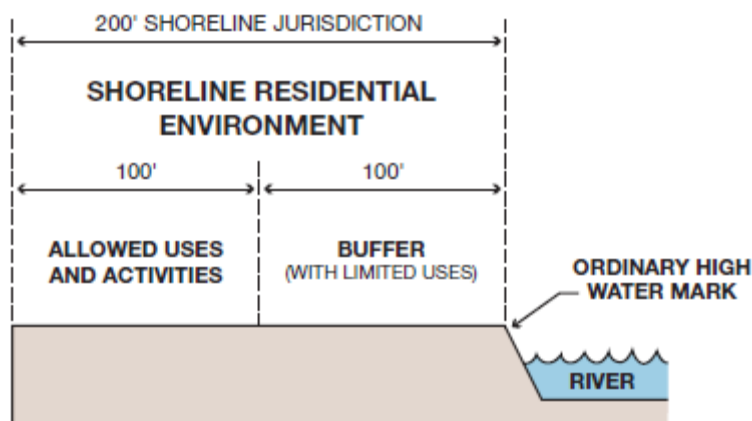 200' SHORELINE JURISDICTION
SHORELINE RESIDENTIAL
ENVIRONMENT
100'
100'
ALLOWED USES
AND ACTIVITIES
BUFFER
(WITH LIMITED USES)
ORDINARY HIGH
WATER MARK
RIVER